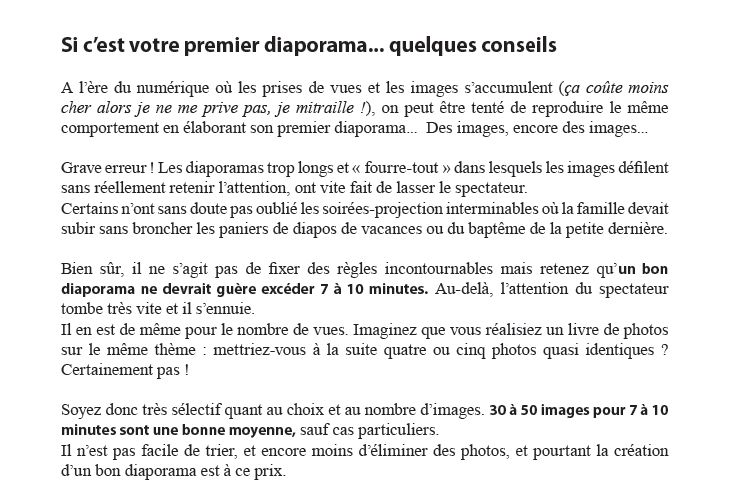 Si c’est votre premier diaporama... quelques conseils
A l’ère du numérique où les prises de vues et les images s’accumulent (ça coûte moins
cher alors je ne me prive pas, je mitraille !), on peut être tenté de reproduire le même
comportement en élaborant son premier diaporama... Des images, encore des images...
Grave erreur ! Les diaporamas trop longs et « fourre-tout » dans lesquels les images défilent
sans réellement retenir l’attention, ont vite fait de lasser le spectateur.
Certains n’ont sans doute pas oublié les soirées-projection interminables où la famille devait
subir sans broncher les paniers de diapos de vacances ou du baptême de la petite dernière.
Bien sûr, il ne s’agit pas de fixer des règles incontournables mais retenez qu’un bon
diaporama ne devrait guère excéder 7 à 10 minutes. Au-delà, l’attention du spectateur
tombe très vite et il s’ennuie.
Il en est de même pour le nombre de vues. Imaginez que vous réalisiez un livre de photos
sur le même thème : mettriez-vous à la suite quatre ou cinq photos quasi identiques ?
Certainement pas !
Soyez donc très sélectif quant au choix et au nombre d’images. 30 à 50 images pour 7 à 10
minutes sont une bonne moyenne, sauf cas particuliers.
Il n’est pas facile de trier, et encore moins d’éliminer des photos, et pourtant la création
d’un bon diaporama est à ce prix.